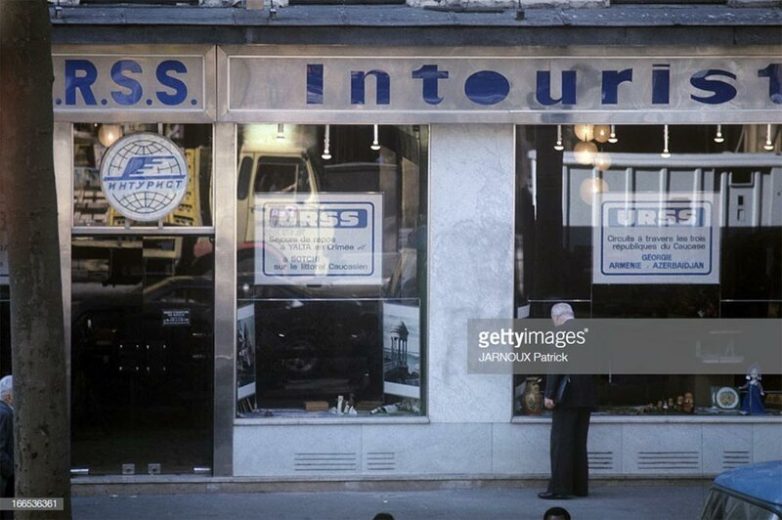 .R.S.S.
Intourist
ИНТУРИСТ
URSS
Séjours de repos
à YALTA en Crimée
à SOTCHI
sur le littoral Caucasien
URSS
Circuits à travers les trois
républiques du Caucase
GÉORGIE
ARMENIE - AZERBAIDJAN
gettyimages®
JARNOUX Patrick
166536361